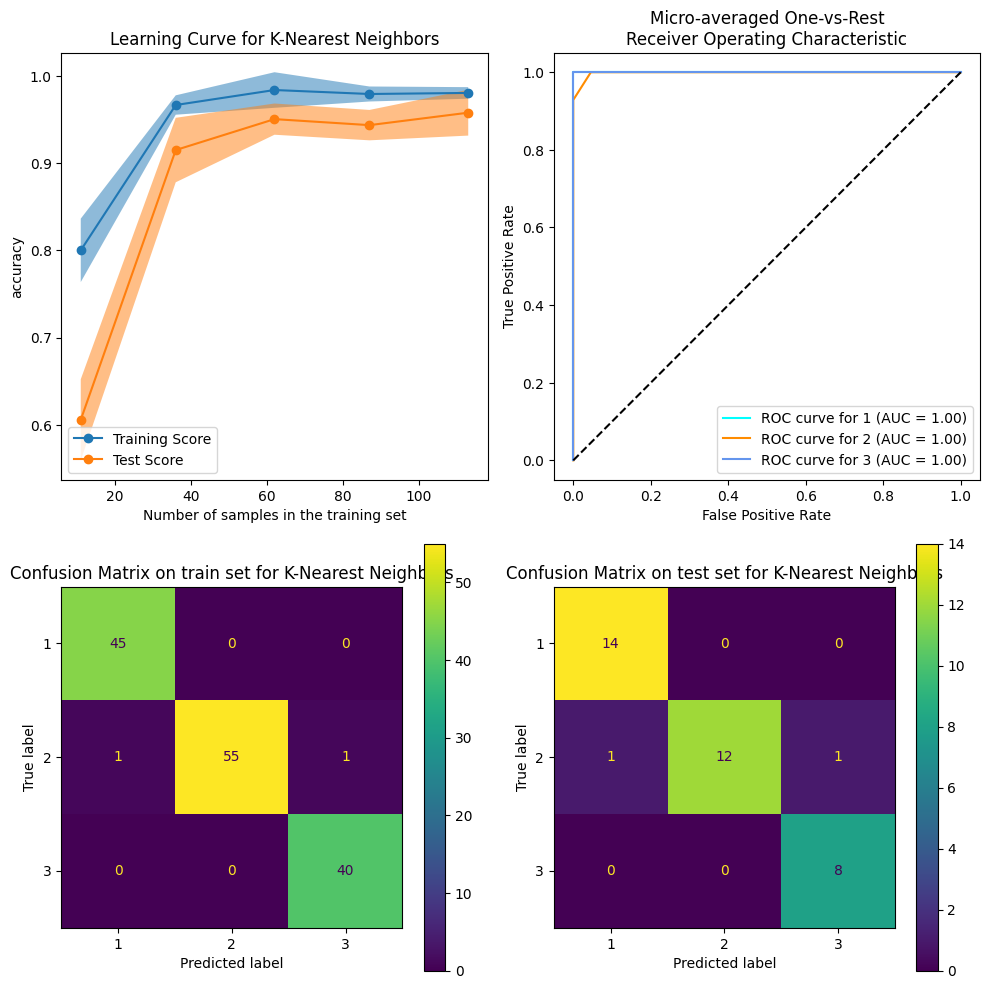 Learning Curve for K-Nearest Neighbors
1.0
0.9
0.8
0.7
0.6
accuracy
Training Score
Test Score
20 40 60 80 100
Number of samples in the training set
Micro-averaged One-vs-Rest
Receiver Operating Characteristic
1.0
0.8
0.6
0.4
0.2
0.0
True Positive Rate
ROC curve for 1 (AUC = 1.00)
ROC curve for 2 (AUC = 1.00)
ROC curve for 3 (AUC = 1.00)
0.0 0.2 0.4 0.6 0.8 1.0
False Positive Rate
Confusion Matrix on train set for K-Nearest Neighbors
1 45 0 0
2 1 55 1
3 0 0 40
True label
1 2 3
Predicted label
50
40
30
20
10
0
Confusion Matrix on test set for K-Nearest Neighbors
1 14 0 0
2 1 12 1
3 0 0 8
True label
1 2 3
Predicted label
14
12
10
8
6
4
2
0